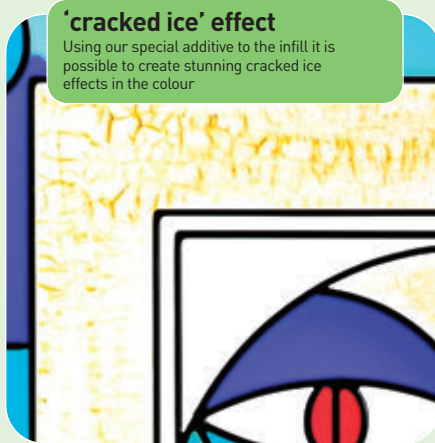 ‘cracked ice’ effect
Using our special additive to the infill it is
possible to create stunning cracked ice
effects in the colour